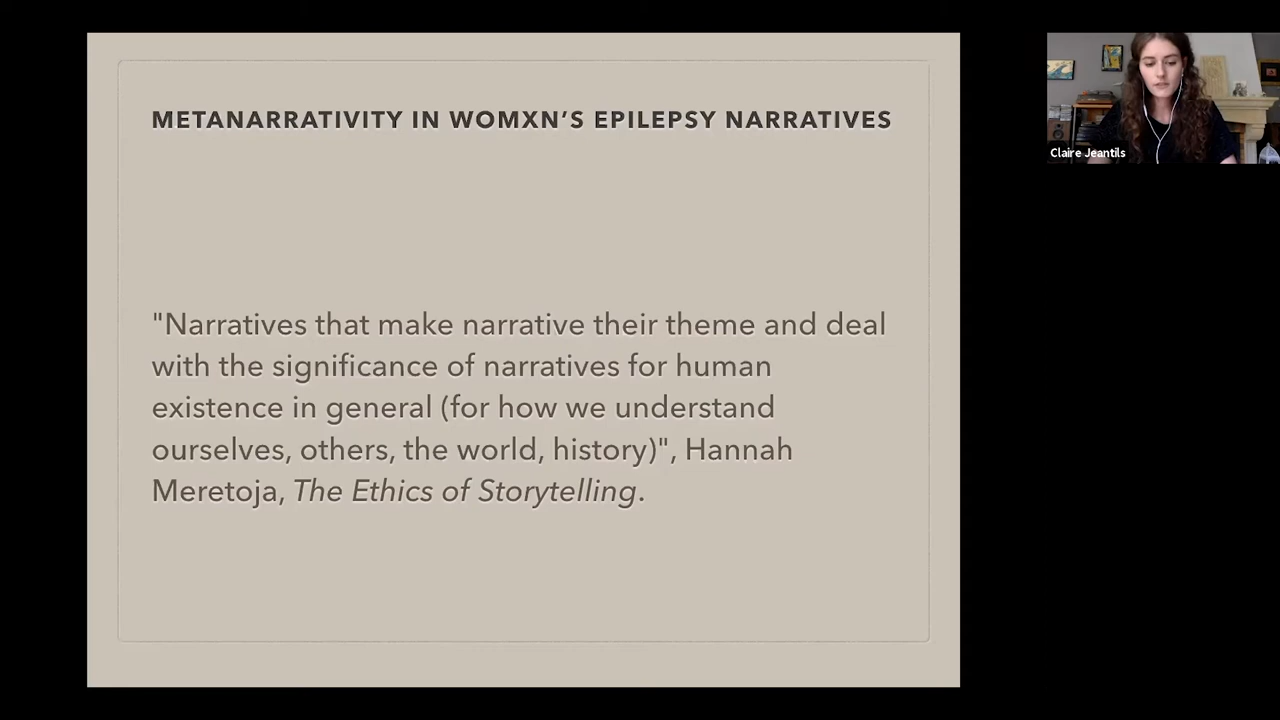 METANARRATIVITY IN WOMXN’S EPILEPSY NARRATIVES
"Narratives that make narrative their theme and deal
with the significance of narratives for human
existence in general (for how we understand
ourselves, others, the world, history)", Hannah
Meretoja, The Ethics of Storytelling.
Claire Jeantils